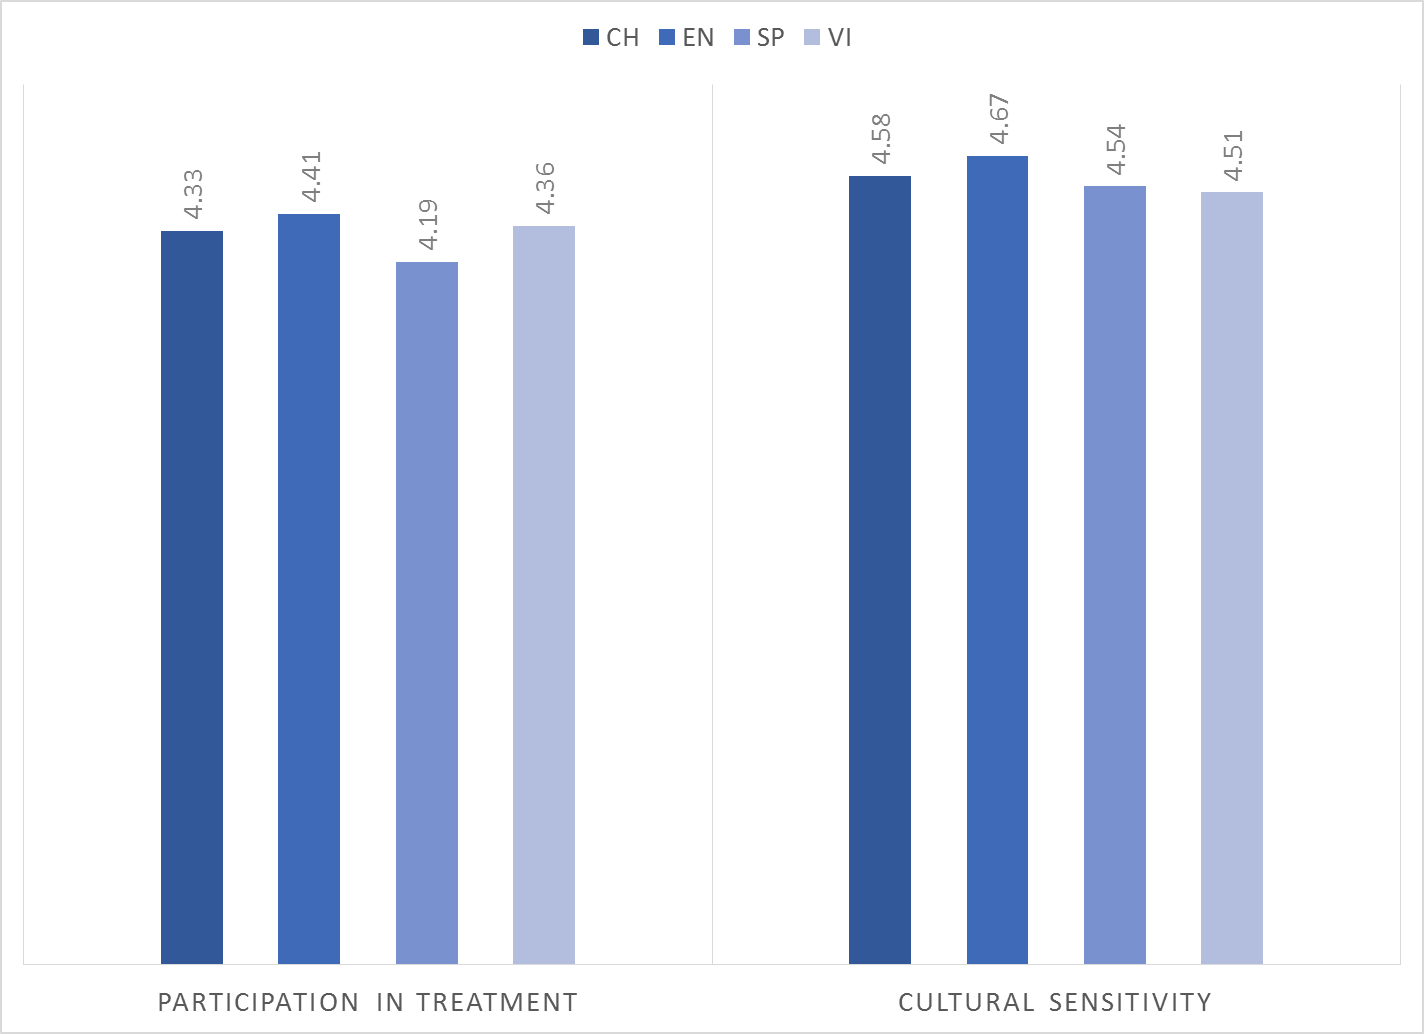 CH EN SP VI
4.33 4.41 4.19 4.36 4.58 4.67 4.54 4.51
PARTICIPATION IN TREATMENT CULTURAL SENSITIVITY